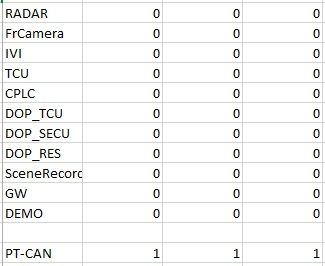 RADAR 0 0 0
FrCamera 0 0 0
IVI 0 0 0
TCU 0 0 0
CPLC 0 0 0
DOP_TCU 0 0 0
DOP_SECU 0 0 0
DOP_RES 0 0 0
SceneRecord 0 0 0
GW 0 0 0
DEMO 0 0 0
PT-CAN 1 1 1